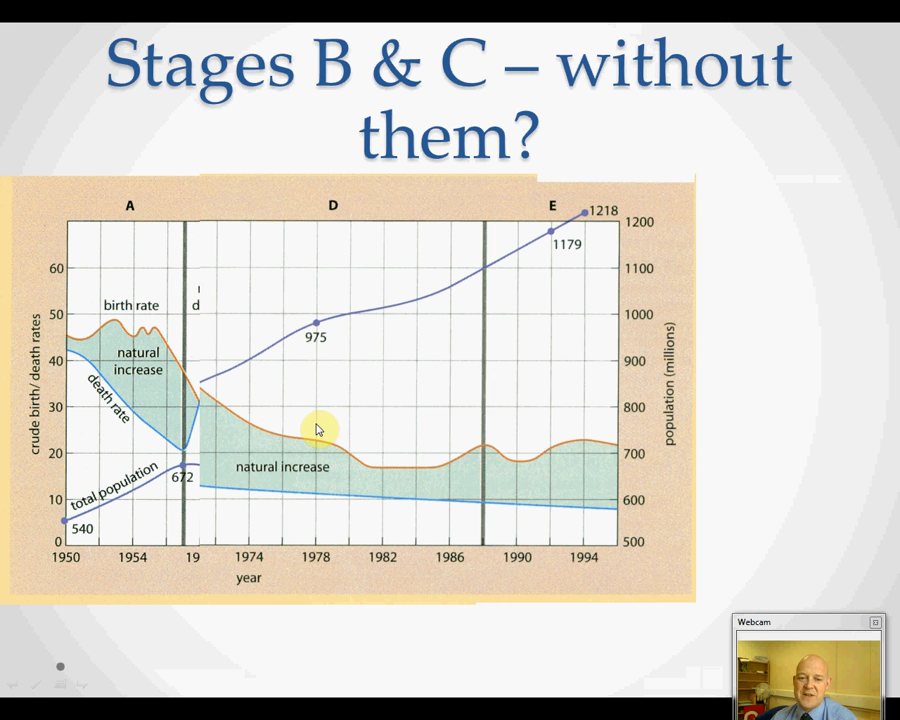 Stages B & C – without
them?
A
D
E
1218
1200
1179
60
1100
birth rate
d
50
1000
975
natural
increase
40
900
death rate
crude birth/ death rates
population (millions)
30
800
20
natural increase
700
total population
672
10
600
540
0
500
1950
1954
19
1974
1978
1982
1986
1990
1994
year
Webcam